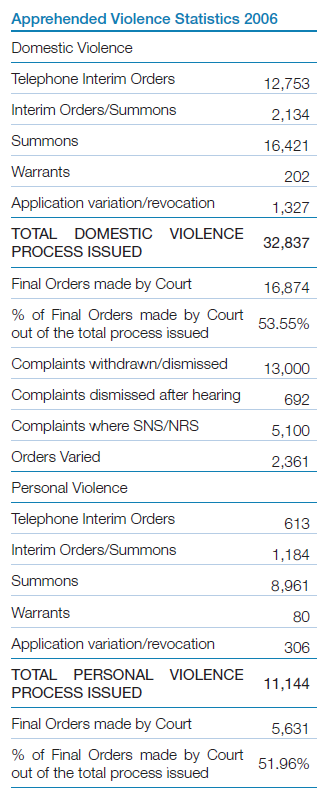 Apprehended Violence Statistics 2006
Domestic Violence
Telephone Interim Orders 12,753
Interim Orders/Summons 2,134
Summons 16,421
Warrants 202
Application variation/revocation 1,327
TOTAL DOMESTIC VIOLENCE
PROCESS ISSUED 32,837
Final Orders made by Court 16,874
% of Final Orders made by Court
out of the total process issued 53.55%
Complaints withdrawn/dismissed 13,000
Complaints dismissed after hearing 692
Complaints where SNS/NRS 5,100
Orders Varied 2,361
Personal Violence
Telephone Interim Orders 613
Interim Orders/Summons 1,184
Summons 8,961
Warrants 80
Application variation/revocation 306
TOTAL PERSONAL VIOLENCE
PROCESS ISSUED 11,144
Final Orders made by Court 5,631
% of Final Orders made by Court
out of the total process issued 51.96%